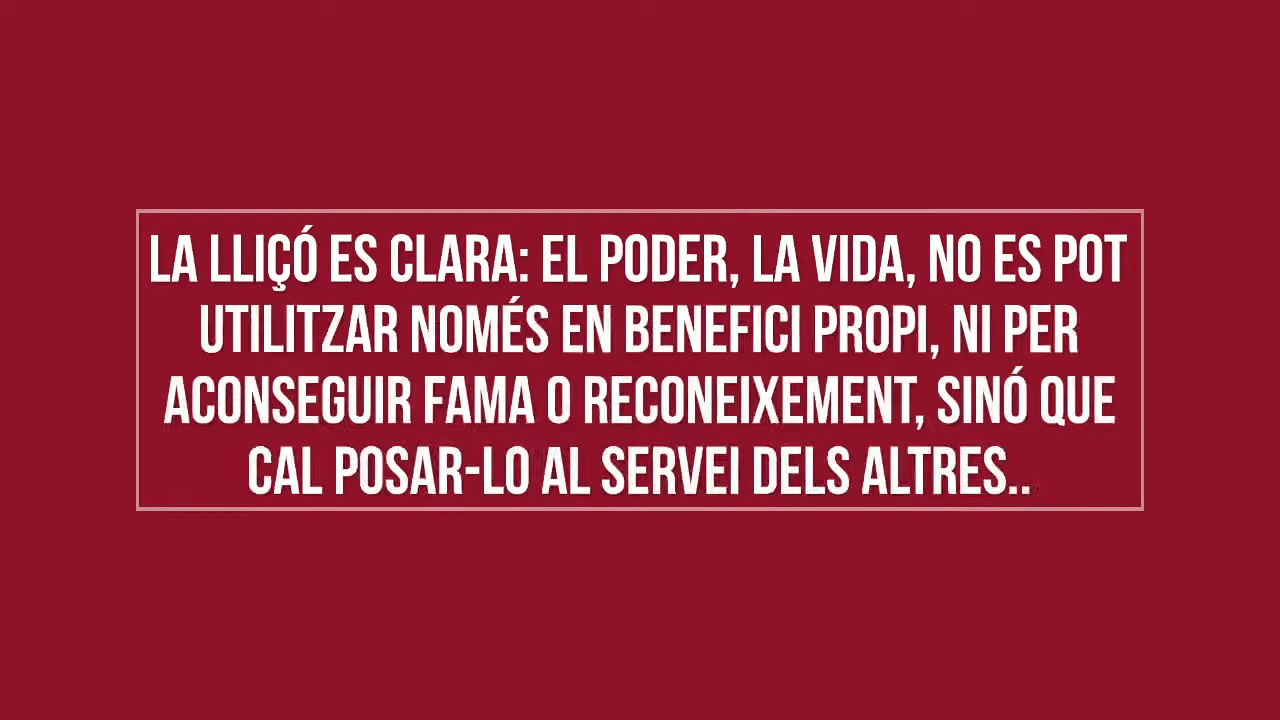 LA LLIÇÓ ES CLARA: EL PODER, LA VIDA, NO ES POT
UTILITZAR NOMÉS EN BENEFICI PROPI, NI PER
ACONSEGUIR FAMA O RECONEIXEMENT, SINÓ QUE
CAL POSAR-LO AL SERVEI DELS ALTRES..